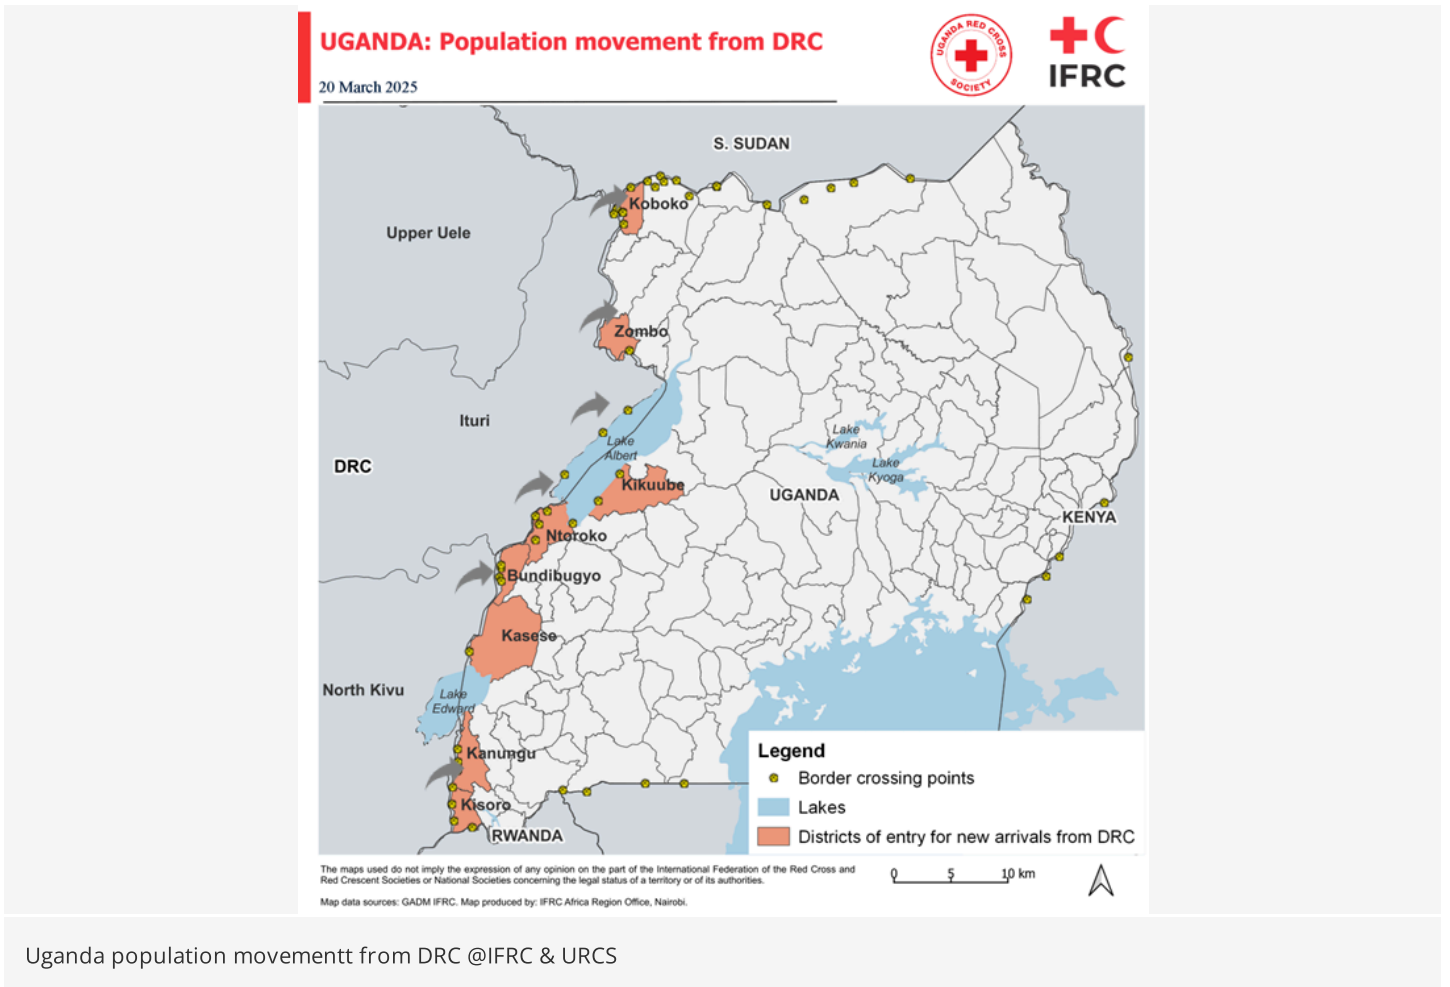 UGANDA: Population movement from DRC
20 March 2025
UGANDA RED CROSS
SOCIETY
IFRC
S. SUDAN
Koboko
Upper Uele
Zombo
Ituri
Lake
Kwania
Lake
Albert
DRC
Lake
Kyoga
Kikuube
UGANDA
KENYA
Ntoroko
Bundibugyo
Kasese
North Kivu
Lake
Edward
Kanungu
Kisoro
RWANDA
Legend
Border crossing points
Lakes
Districts of entry for new arrivals from DRC
The maps used do not imply the expression of any opinion on the part of the International Federation of the Red Cross and
Red Crescent Societies or National Societies concerning the legal status of a territory or of its authorities.
0 5 10 km
Map data sources: GADM IFRC. Map produced by: IFRC Africa Region Office, Nairobi.
Uganda population movementt from DRC @IFRC & URCS